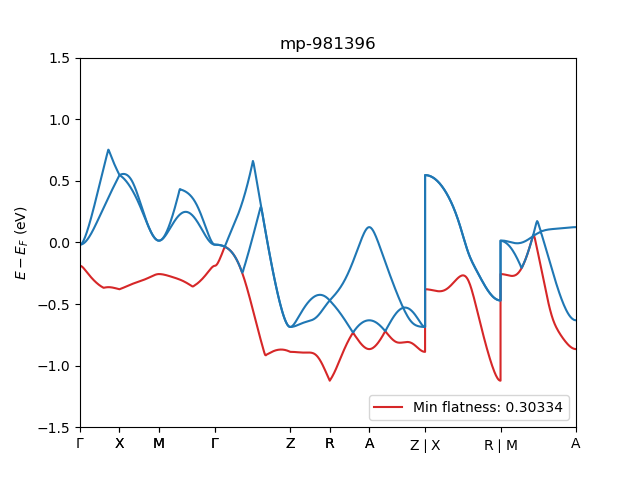 mp-981396
1.5
1.0
0.5
0.0
−0.5
−1.0
−1.5
E − E_F (eV)
Min flatness: 0.30334
Γ X M Γ Z R A Z | X R | M A